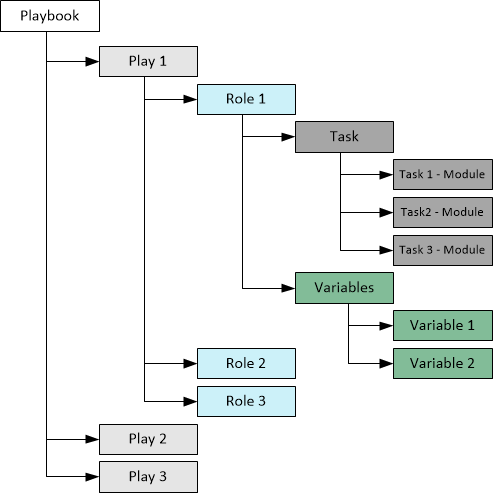 Playbook
Play 1
Role 1
Task
Task 1 - Module
Task2 - Module
Task 3 - Module
Variables
Variable 1
Variable 2
Role 2
Role 3
Play 2
Play 3